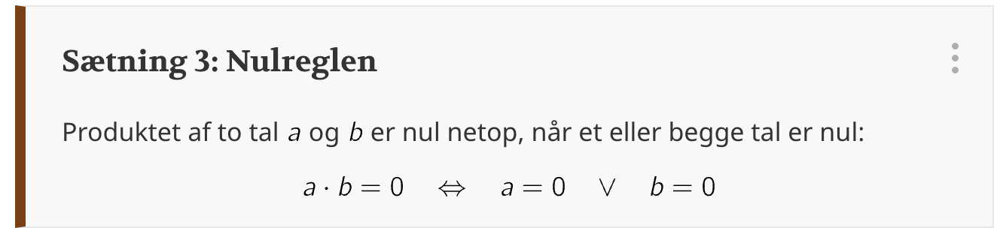 Sætning 3: Nulreglen
Produktet af to tal a og b er nul netop, når et eller begge tal er nul:
a · b = 0 ⇔ a = 0 ∨ b = 0